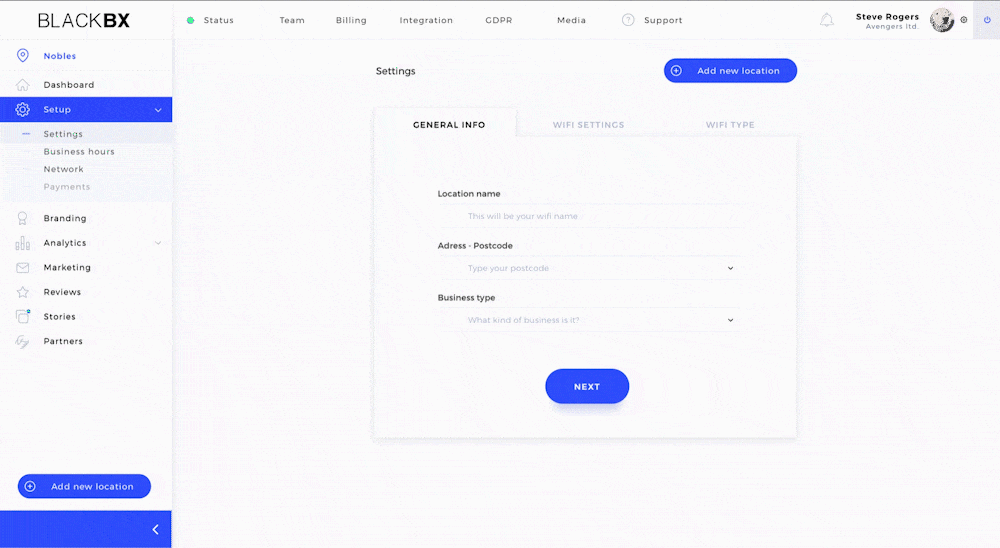 BLACKBX
Status Team Billing Integration GDPR Media ? Support
Steve Rogers
Avengers ltd.
Nobles
Dashboard
Setup
Settings
Business hours
Network
Payments
Branding
Analytics
Marketing
Reviews
Stories
Partners
Add new location
Settings
Add new location
GENERAL INFO WIFI SETTINGS WIFI TYPE
Location name
This will be your wifi name
Adress - Postcode
Type your postcode
Business type
What kind of business is it?
NEXT